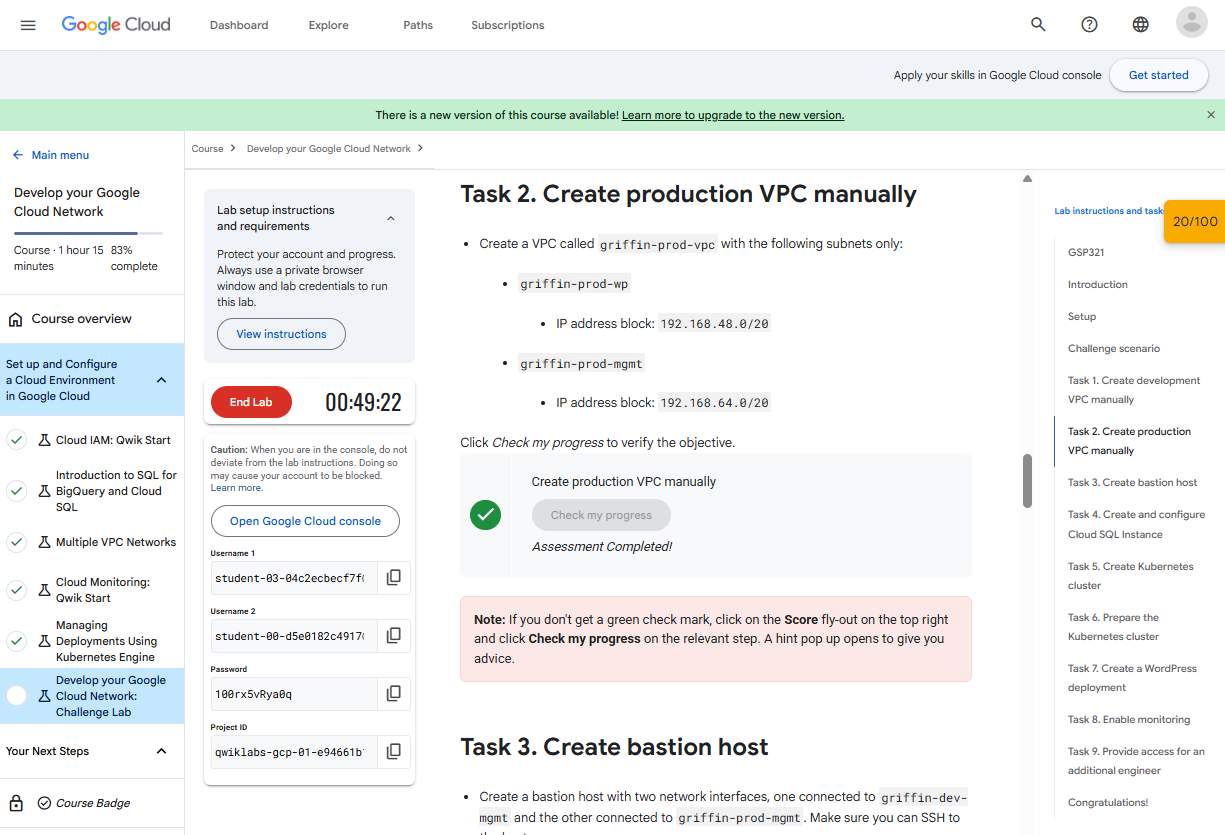 Google Cloud
Dashboard
Explore
Paths
Subscriptions
Apply your skills in Google Cloud console
Get started
There is a new version of this course available! Learn more to upgrade to the new version.
Main menu
Develop your Google
Cloud Network
Course · 1 hour 15
minutes
83%
complete
Course overview
Set up and Configure
a Cloud Environment
in Google Cloud
Cloud IAM: Qwik Start
Introduction to SQL for
BigQuery and Cloud
SQL
Multiple VPC Networks
Cloud Monitoring:
Qwik Start
Managing
Deployments Using
Kubernetes Engine
Develop your Google
Cloud Network:
Challenge Lab
Your Next Steps
Course Badge
Course
Develop your Google Cloud Network
Lab setup instructions
and requirements
Protect your account and progress.
Always use a private browser
window and lab credentials to run
this lab.
View instructions
End Lab
00:49:22
Caution: When you are in the console, do not
deviate from the lab instructions. Doing so
may cause your account to be blocked.
Learn more.
Open Google Cloud console
Username 1
student-03-04c2ecbecf7f
Username 2
student-00-d5e0182c4917
Password
100rx5vRya0q
Project ID
qwiklabs-gcp-01-e94661b
Task 2. Create production VPC manually
Create a VPC called griffin-prod-vpc with the following subnets only:
griffin-prod-wp
IP address block: 192.168.48.0/20
griffin-prod-mgmt
IP address block: 192.168.64.0/20
Click Check my progress to verify the objective.
Create production VPC manually
Check my progress
Assessment Completed!
Note: If you don't get a green check mark, click on the Score fly-out on the top right
and click Check my progress on the relevant step. A hint pop up opens to give you
advice.
Task 3. Create bastion host
Create a bastion host with two network interfaces, one connected to griffin-dev-
mgmt and the other connected to griffin-prod-mgmt. Make sure you can SSH to
Lab instructions and task
20/100
GSP321
Introduction
Setup
Challenge scenario
Task 1. Create development
VPC manually
Task 2. Create production
VPC manually
Task 3. Create bastion host
Task 4. Create and configure
Cloud SQL Instance
Task 5. Create Kubernetes
cluster
Task 6. Prepare the
Kubernetes cluster
Task 7. Create a WordPress
deployment
Task 8. Enable monitoring
Task 9. Provide access for an
additional engineer
Congratulations!